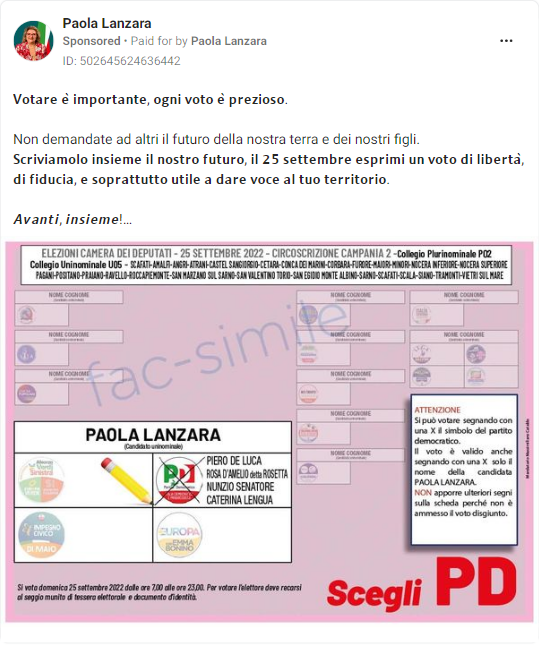 Paola Lanzara
Sponsored • Paid for by Paola Lanzara
ID: 502645624636442
Votare è importante, ogni voto è prezioso.
Non demandate ad altri il futuro della nostra terra e dei nostri figli.
Scriviamolo insieme il nostro futuro, il 25 settembre esprimi un voto di libertà,
di fiducia, e soprattutto utile a dare voce al tuo territorio.
Avanti, insieme!...
ELEZIONI CAMERA DEI DEPUTATI - 25 SETTEMBRE 2022 - CIRCOSCRIZIONE CAMPANIA 2 -Collegio Plurinominale P02
Collegio Uninominale U05 - SCAFATI-AMALFI-ANGRI-ATRANI-CASTEL SANGIORGIO-CETARA-CONCA DEI MARINI-CORBARA-FURORE-MAIORI-MINORI-NOCERA INFERIORE-NOCERA SUPERIORE
PAGANI-POSITANO-PRAIANO-RAVELLO-ROCCAPIEMONTE-SAN MARZANO SUL SARNO-SAN VALENTINO TORIO-SAN EGIDIO MONTE ALBINO-SARNO-SCAFATI-SCALA-SIANO-TRAMONTI-VIETRI SUL MARE
NOME COGNOME
NOME COGNOME
NOME COGNOME
NOME COGNOME
NOME COGNOME
NOME COGNOME
NOME COGNOME
NOME COGNOME
NOME COGNOME
fac-simile
PAOLA LANZARA
(Candidato uninominale)
PD
PIERO DE LUCA
ROSA D'AMELIO detta ROSETTA
NUNZIO SENATORE
CATERINA LENGUA
IMPEGNO
CIVICO
DI MAIO
EUROPA
EMMA
BONINO
ATTENZIONE
Si può votare segnando con
una X il simbolo del partito
democratico.
Il voto è valido anche
segnando con una X solo il
nome della candidata
PAOLA LANZARA.
NON apporre ulteriori segni
sulla scheda perché non è
ammesso il voto disgiunto.
Si vota domenica 25 settembre 2022 dalle ore 7,00 alle ore 23,00. Per votare l'elettore deve recarsi
al seggio munito di tessera elettorale e documento d'identità.
Scegli PD